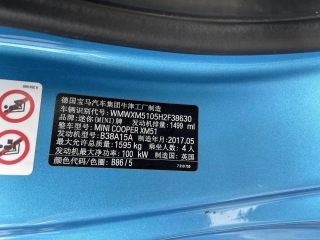 德国宝马汽车集团牛津工厂制造
车辆识别代号: WMWXM5105H2F38630
品牌: 迷你(MINI)牌 发动机排量: 1499 ml
整车型号: MINI COOPER XM51
发动机型号: B38A15A 制造年月: 2017.05
最大允许总质量: 1595 kg 乘坐人数: 4人
发动机最大净功率: 100 kW 制造国: 英国
颜色代码/色圈: B86/5